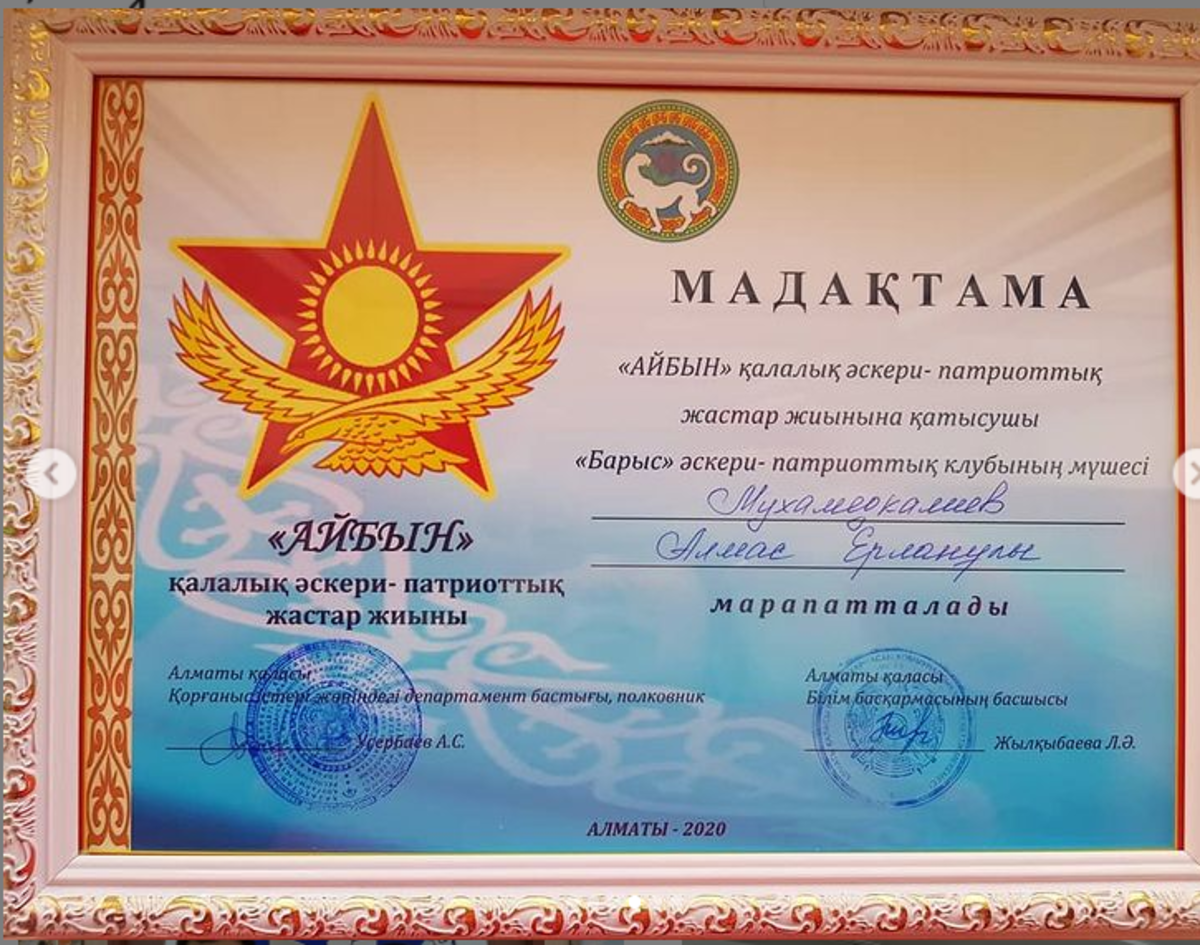 МАДАҚТАМА
«АЙБЫН» қалалық әскери- патриоттық
жастар жиынына қатысушы
«Барыс» әскери- патриоттық клубының мүшесі
Мухамедкалиев
Алмас Ерланулы
марапатталады
«АЙБЫН»
қалалық әскери- патриоттық
жастар жиыны
Алматы қаласы
Қорғаныс істері жөніндегі департамент бастығы, полковник
Усербаев А.С.
Алматы қаласы
Білім басқармасының басшысы
Жылқыбаева Л.Ә.
АЛМАТЫ - 2020